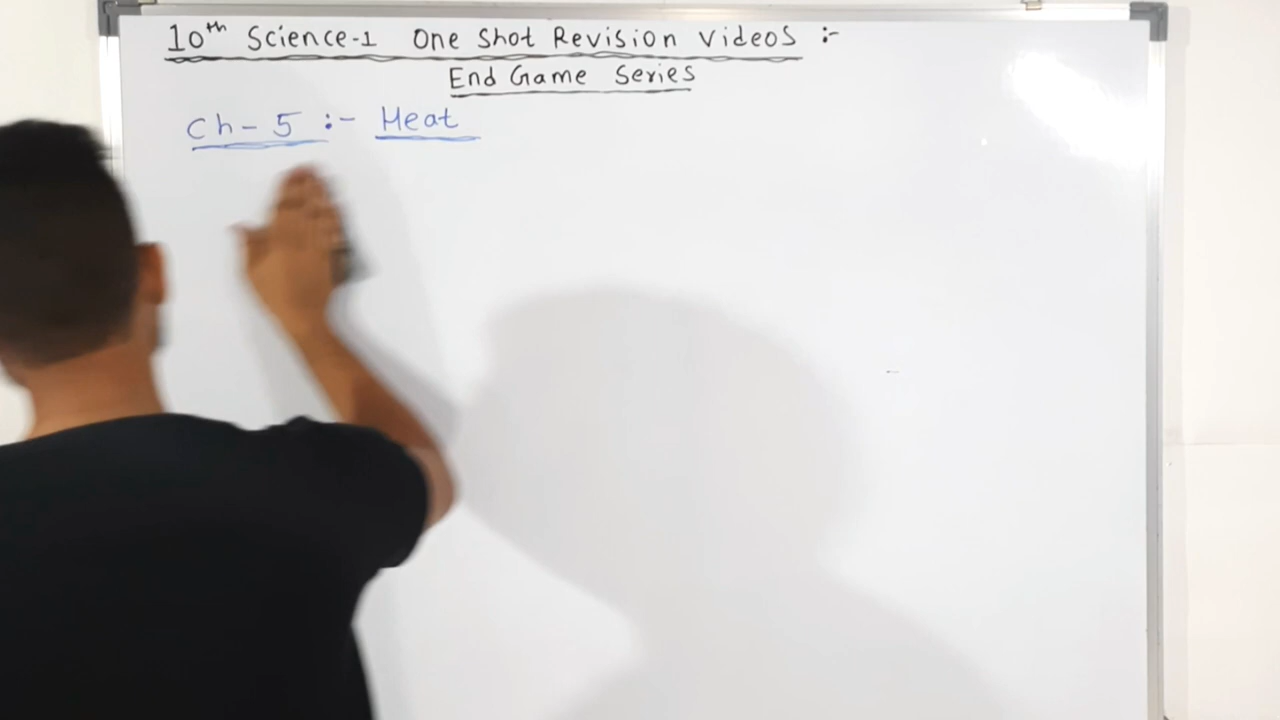 10th Science-1 One Shot Revision Videos :-
End Game Series
Ch- 5 :- Heat